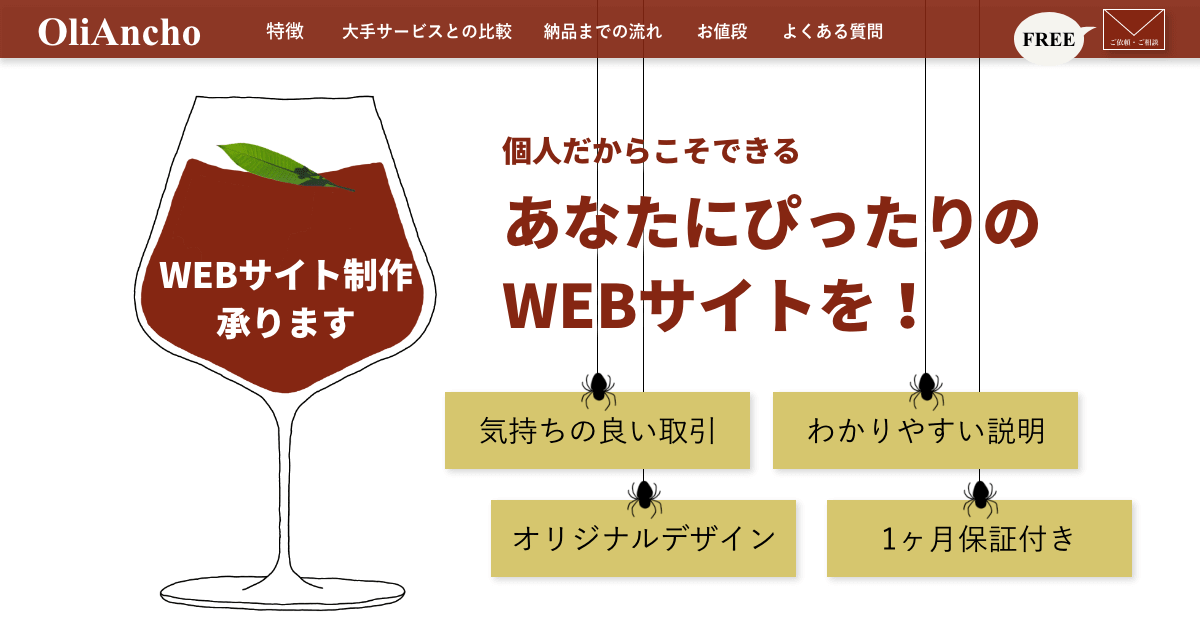 OliAncho
特徴
大手サービスとの比較
納品までの流れ
お値段
よくある質問
FREE
ご依頼・ご相談
WEBサイト制作
承ります
個人だからこそできる
あなたにぴったりの
WEBサイトを！
気持ちの良い取引
わかりやすい説明
オリジナルデザイン
1ヶ月保証付き